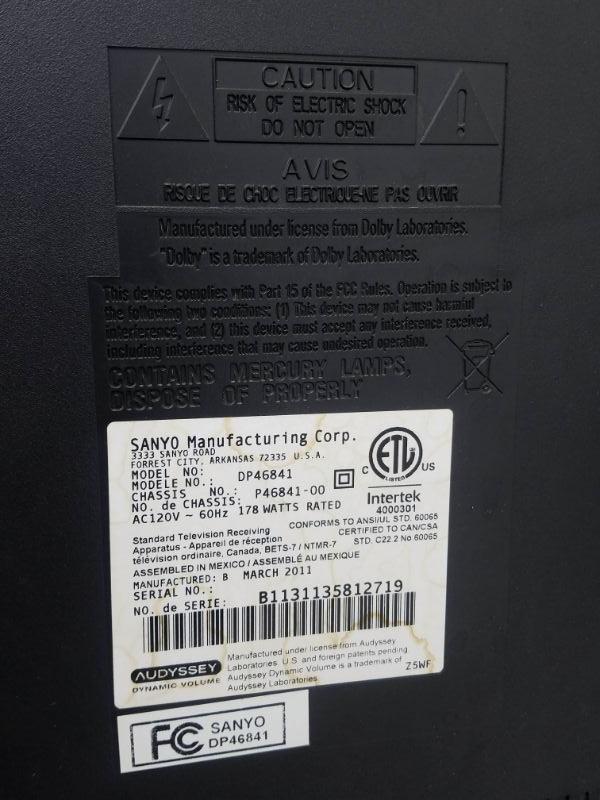 CAUTION
RISK OF ELECTRIC SHOCK
DO NOT OPEN
AVIS
RISQUE DE CHOC ELECTRIQUE-NE PAS OUVRIR
Manufactured under license from Dolby Laboratories.
"Dolby" is a trademark of Dolby Laboratories.
This device complies with Part 15 of the FCC Rules. Operation is subject to
the following two conditions: (1) This device may not cause harmful
interference, and (2) this device must accept any interference received,
including interference that may cause undesired operation.
CONTAINS MERCURY LAMPS,
DISPOSE OF PROPERLY
SANYO Manufacturing Corp.
3333 SANYO ROAD
FORREST CITY, ARKANSAS 72335 U.S.A.
MODEL NO:
MODELE NO.: DP46841
CHASSIS NO.:
NO. de CHASSIS: P46841-00
AC120V ~ 60Hz 178 WATTS RATED
C ETL US
LISTED
Intertek
4000301
Standard Television Receiving
Apparatus - Appareil de réception
télévision ordinaire, Canada, BETS-7 / NTMR-7
CONFORMS TO ANSI/UL STD. 60065
CERTIFIED TO CAN/CSA
STD. C22.2 No 60065
ASSEMBLED IN MEXICO / ASSEMBLÉ AU MEXIQUE
MANUFACTURED: B MARCH 2011
SERIAL NO.:
NO. de SERIE: B1131135812719
AUDYSSEY
DYNAMIC VOLUME
Manufactured under license from Audyssey
Laboratories. U.S. and foreign patents pending.
Audyssey Dynamic Volume is a trademark of
Audyssey Laboratories.
Z5WF
FC SANYO
DP46841